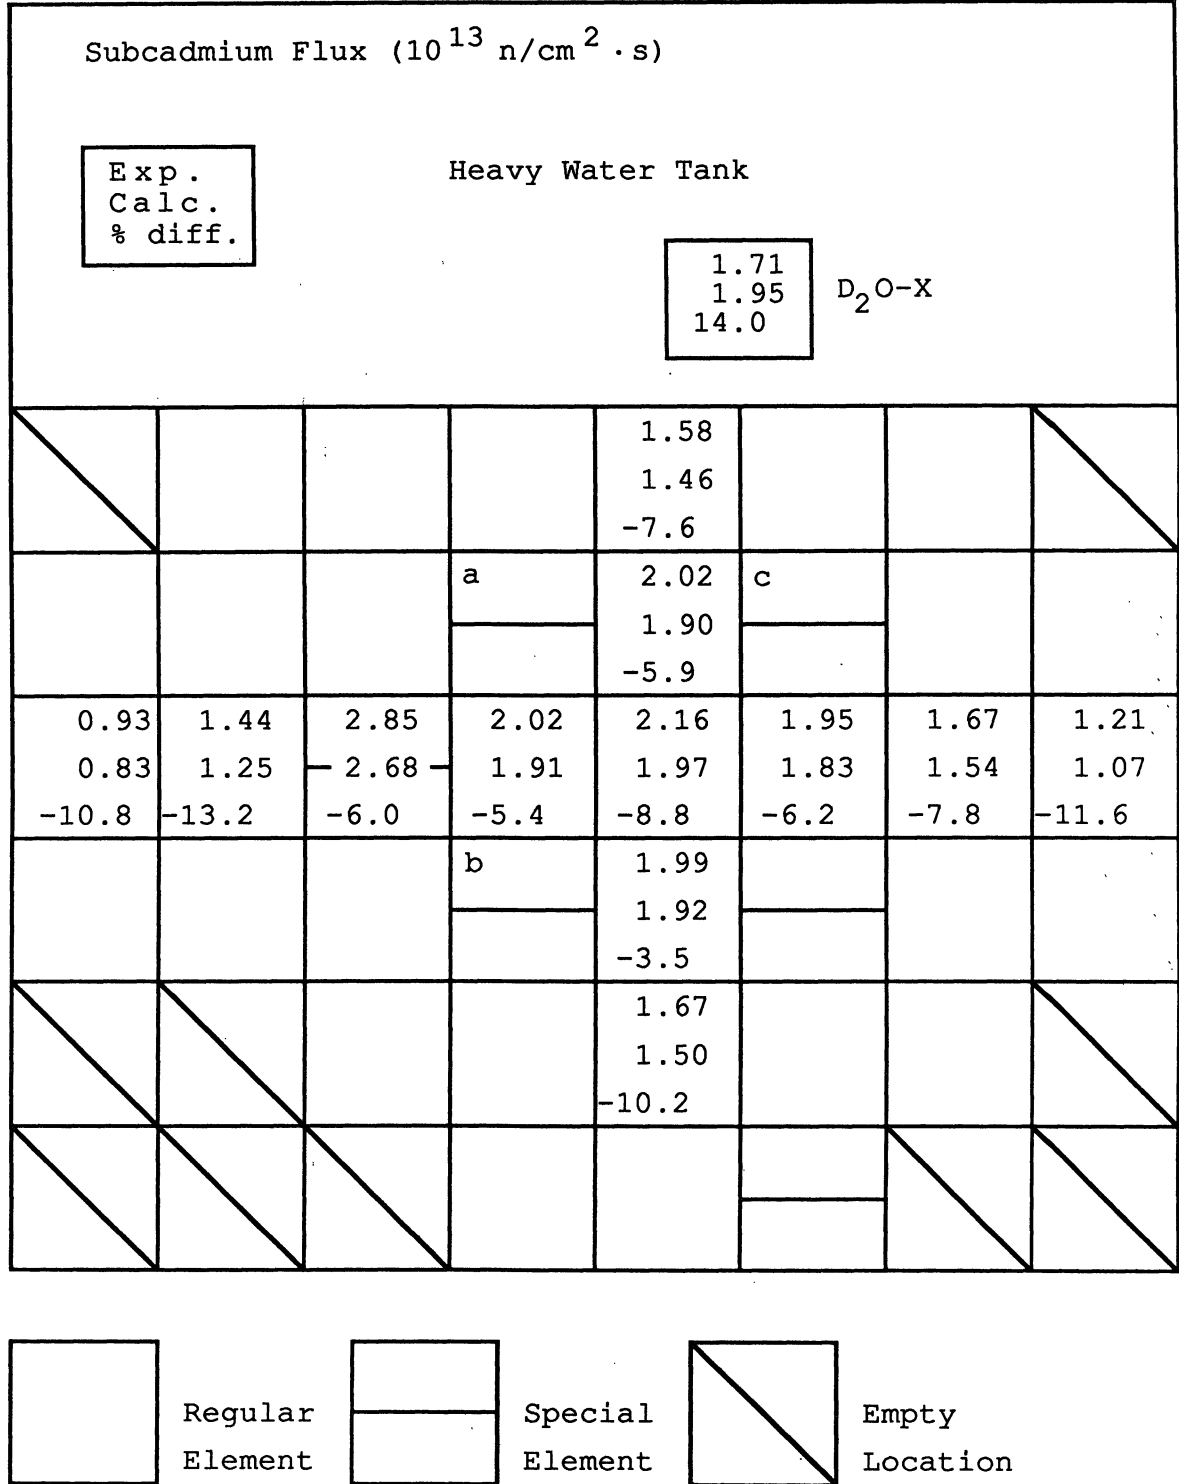 Subcadmium Flux (10^13 n/cm^2 · s)
Exp.
Calc.
% diff.
Heavy Water Tank
1.71
1.95
14.0
D2O-X
1.58
1.46
-7.6
a
2.02
1.90
-5.9
c
0.93 1.44 2.85 2.02 2.16 1.95 1.67 1.21
0.83 1.25 2.68 1.91 1.97 1.83 1.54 1.07
-10.8 -13.2 -6.0 -5.4 -8.8 -6.2 -7.8 -11.6
b
1.99
1.92
-3.5
1.67
1.50
-10.2
Regular
Element
Special
Element
Empty
Location